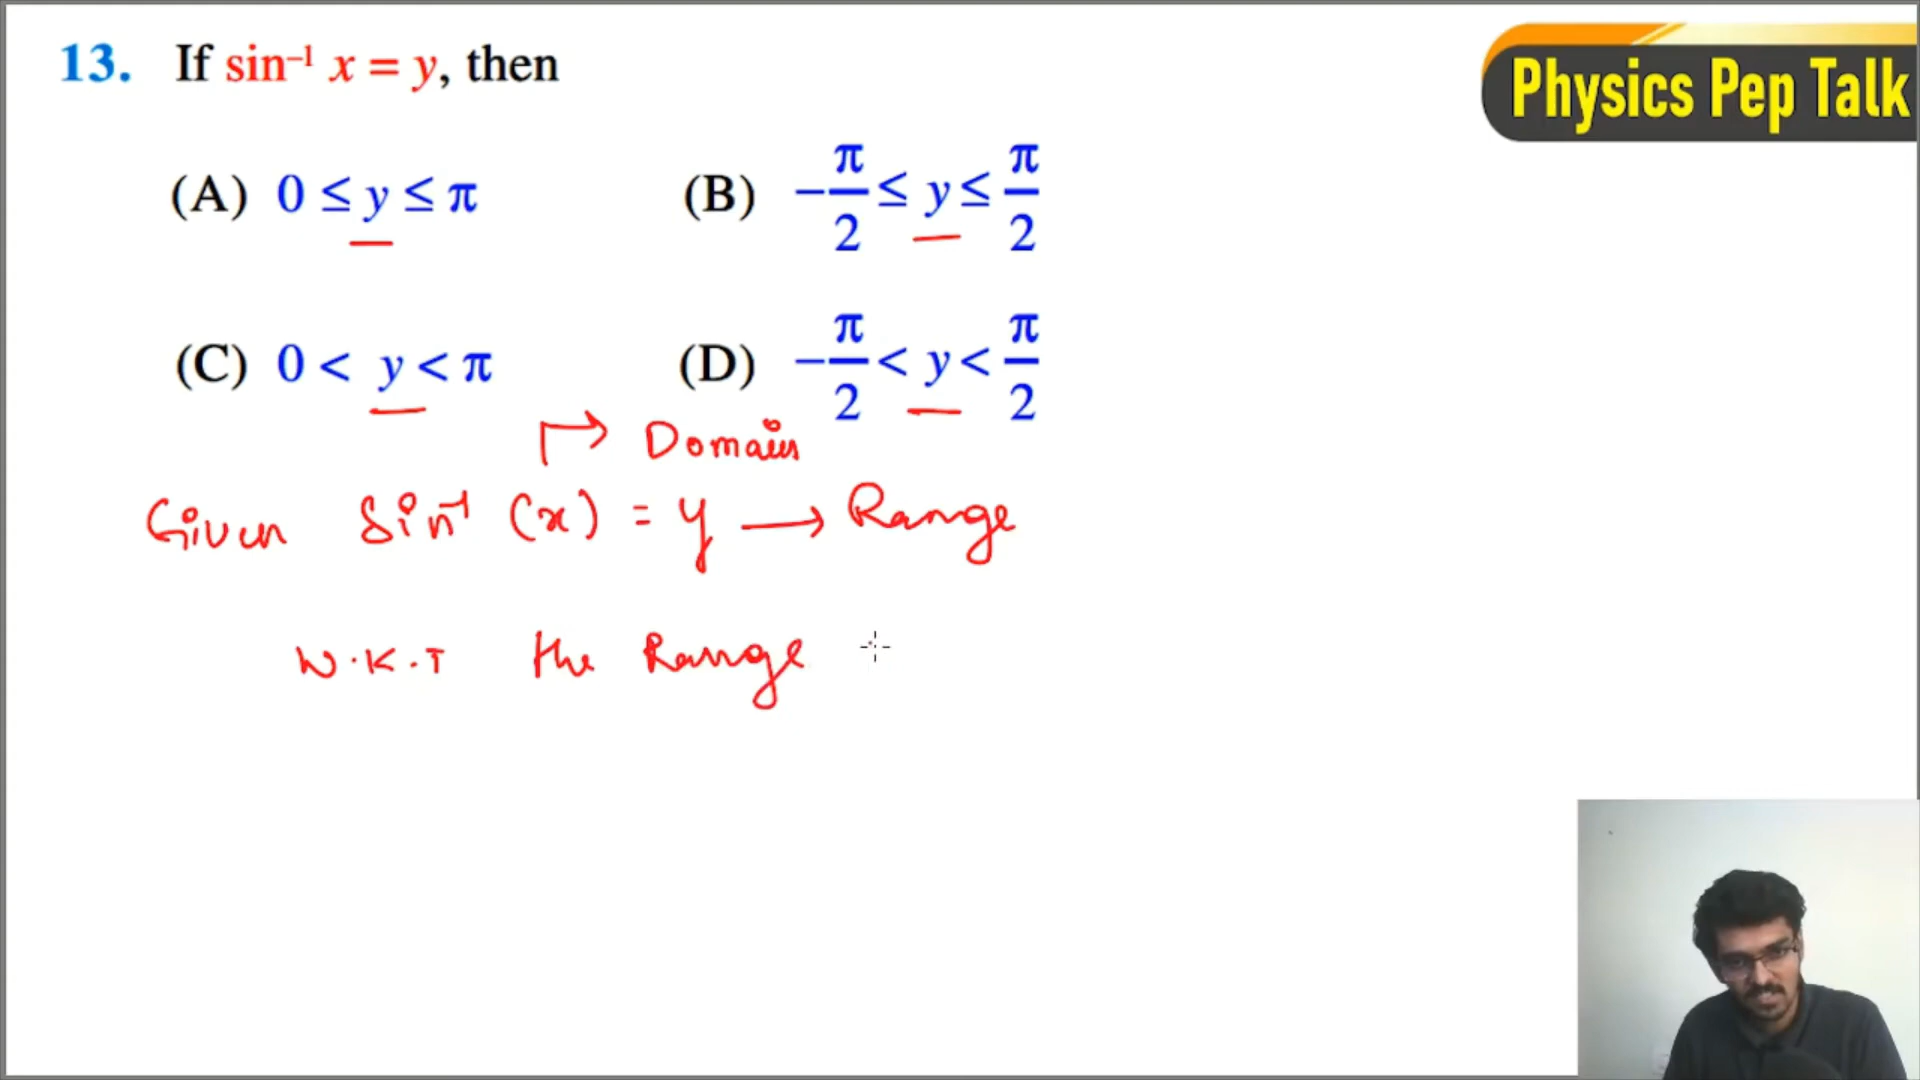 13. If sin⁻¹ x = y, then
Physics Pep Talk
(A) 0 ≤ y ≤ π (B) −π/2 ≤ y ≤ π/2
(C) 0 < y < π (D) −π/2 < y < π/2
Domain
Given Sin⁻¹ (x) = y → Range
W.K.T the Range